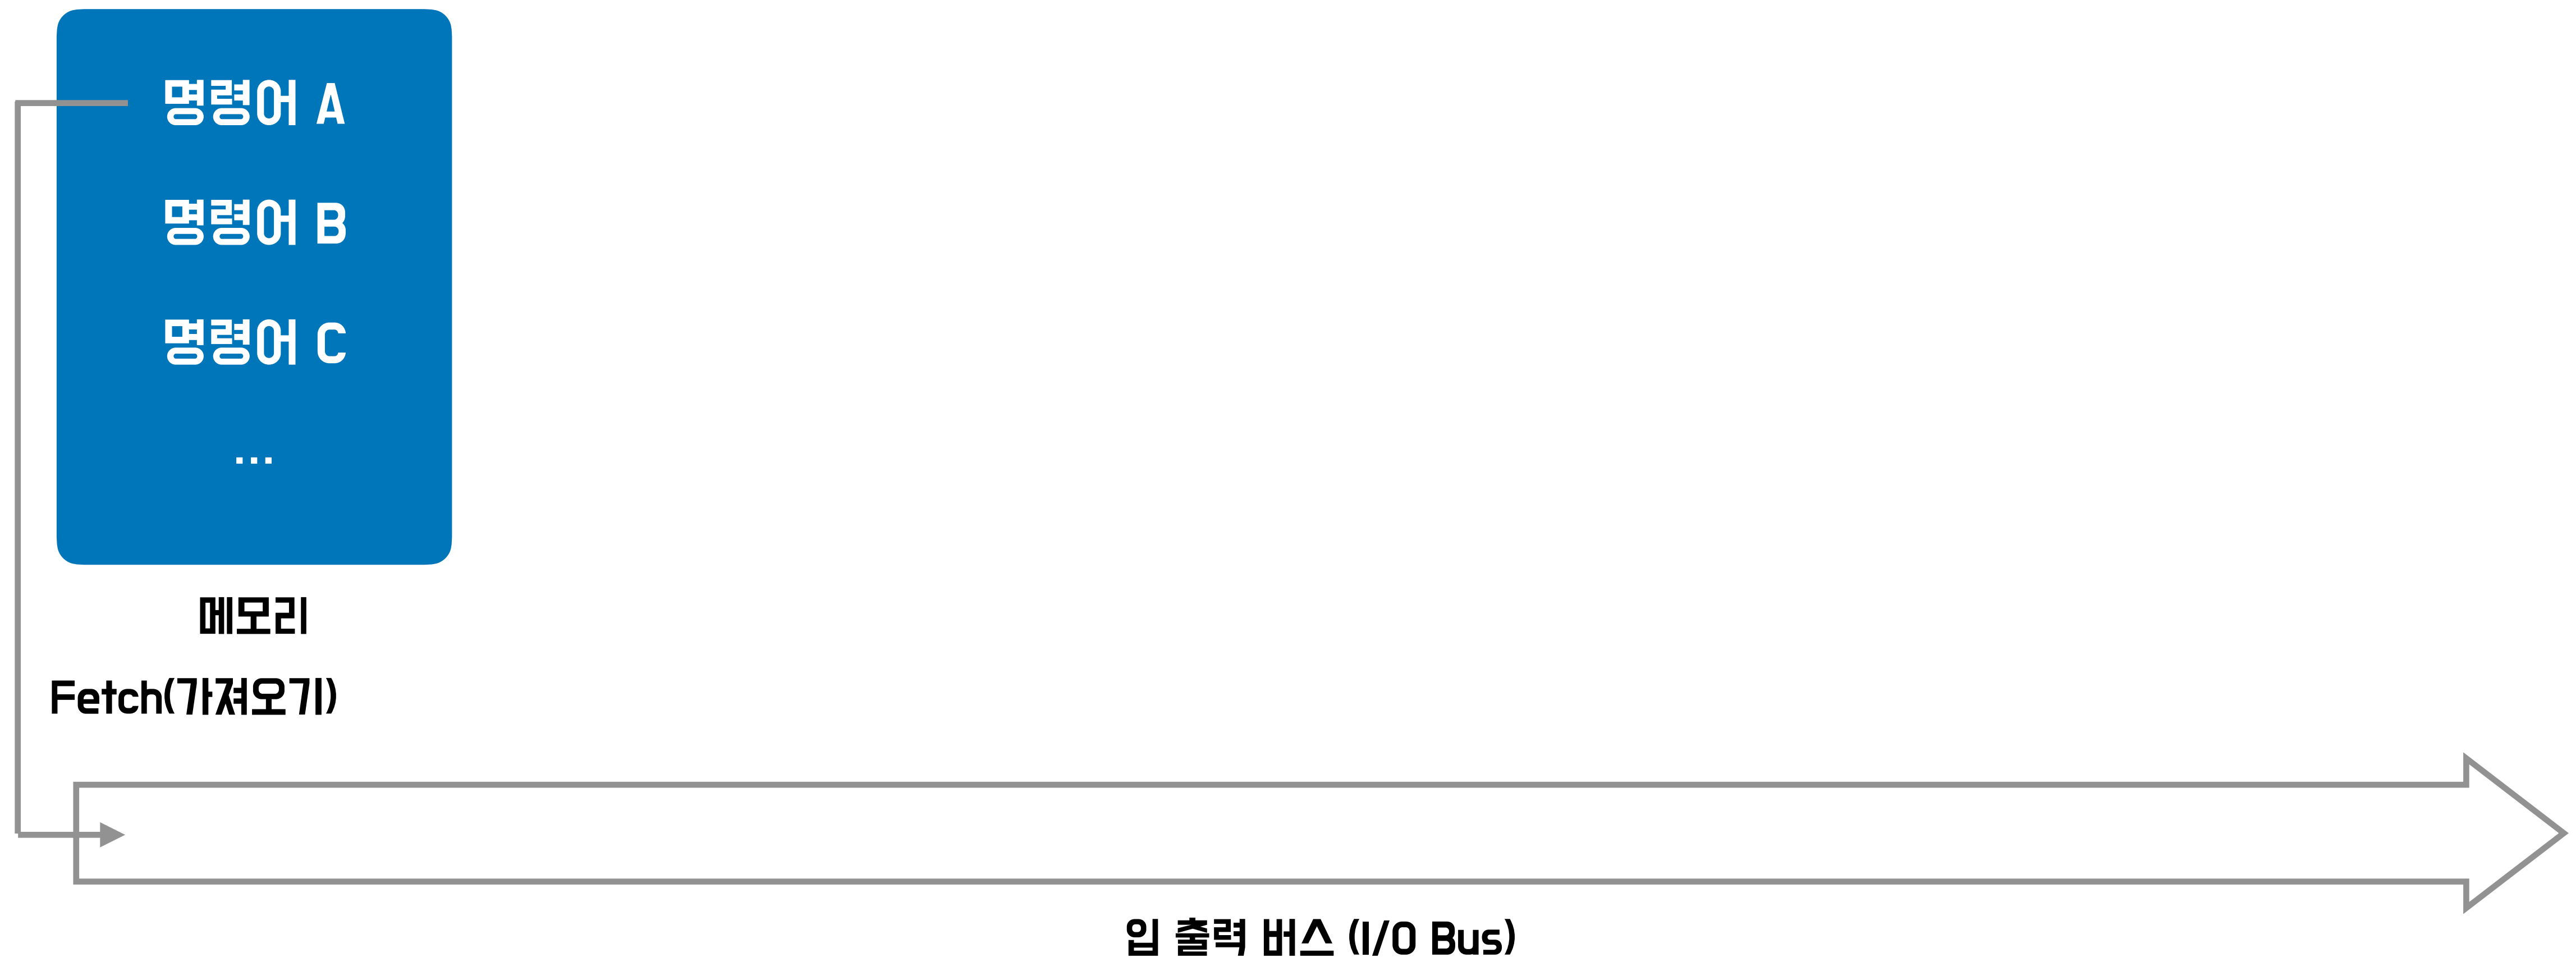 명령어 A
명령어 B
명령어 C
...
메모리
Fetch(가져오기)
입 출력 버스 (I/O Bus)